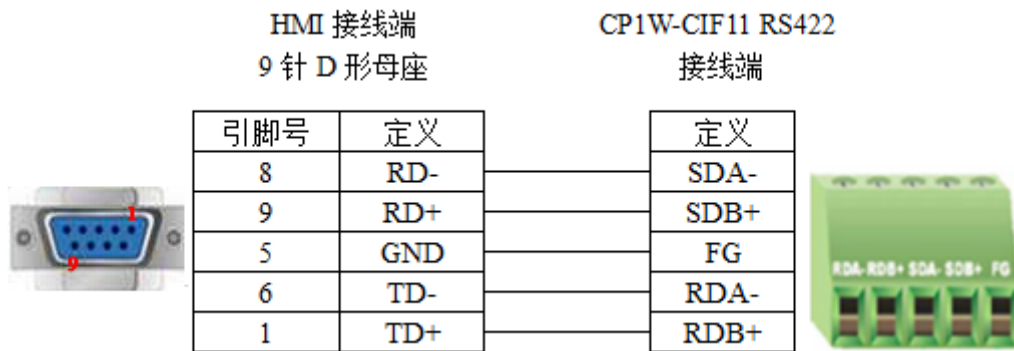 HMI 接线端
9 针 D 形母座
CP1W-CIF11 RS422
接线端
引脚号 定义 定义
8 RD- SDA-
9 RD+ SDB+
5 GND FG
6 TD- RDA-
1 TD+ RDB+
1
9
RDA- RDB+ SDA- SDB+ FG